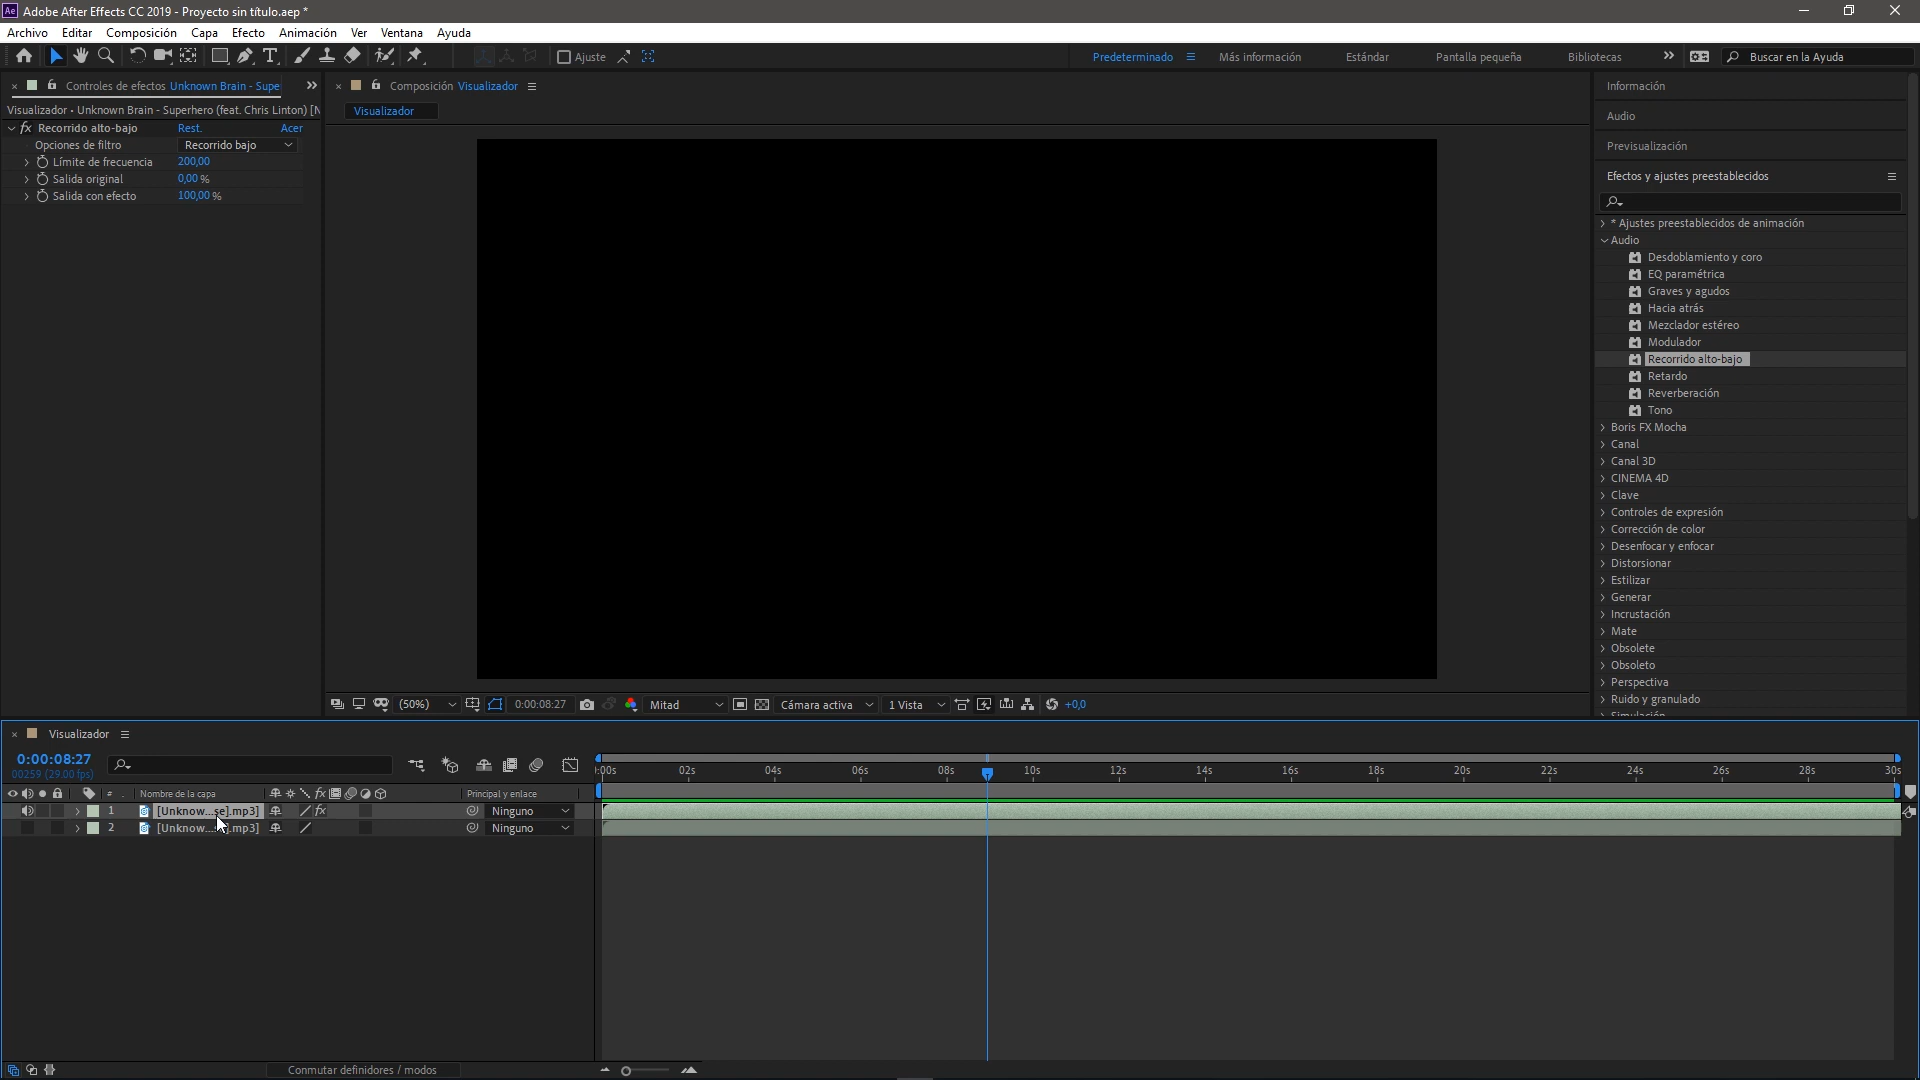 Ae Adobe After Effects CC 2019 - Proyecto sin título.aep *
Archivo Editar Composición Capa Efecto Animación Ver Ventana Ayuda
Ajuste Predeterminado Más información Estándar Pantalla pequeña Bibliotecas Buscar en la Ayuda
Controles de efectos Unknown Brain - Supe
Visualizador • Unknown Brain - Superhero (feat. Chris Linton) [N
fx Recorrido alto-bajo Rest. Acer
Opciones de filtro Recorrido bajo
Límite de frecuencia 200,00
Salida original 0,00 %
Salida con efecto 100,00 %
Composición Visualizador
Visualizador
(50%) 0:00:08:27 Mitad Cámara activa 1 Vista +0,0
Información
Audio
Previsualización
Efectos y ajustes preestablecidos
* Ajustes preestablecidos de animación
Audio
Desdoblamiento y coro
EQ paramétrica
Graves y agudos
Hacia atrás
Mezclador estéreo
Modulador
Recorrido alto-bajo
Retardo
Reverberación
Tono
Boris FX Mocha
Canal
Canal 3D
CINEMA 4D
Clave
Controles de expresión
Corrección de color
Desenfocar y enfocar
Distorsionar
Estilizar
Generar
Incrustación
Mate
Obsolete
Obsoleto
Perspectiva
Ruido y granulado
Simulación
Visualizador
0:00:08:27
00259 (29.00 fps)
:00s 02s 04s 06s 08s 10s 12s 14s 16s 18s 20s 22s 24s 26s 28s 30s
# . Nombre de la capa fx Principal y enlace
1 [Unknow...se].mp3] fx Ninguno
2 [Unknow...].mp3] Ninguno
Conmutar definidores / modos